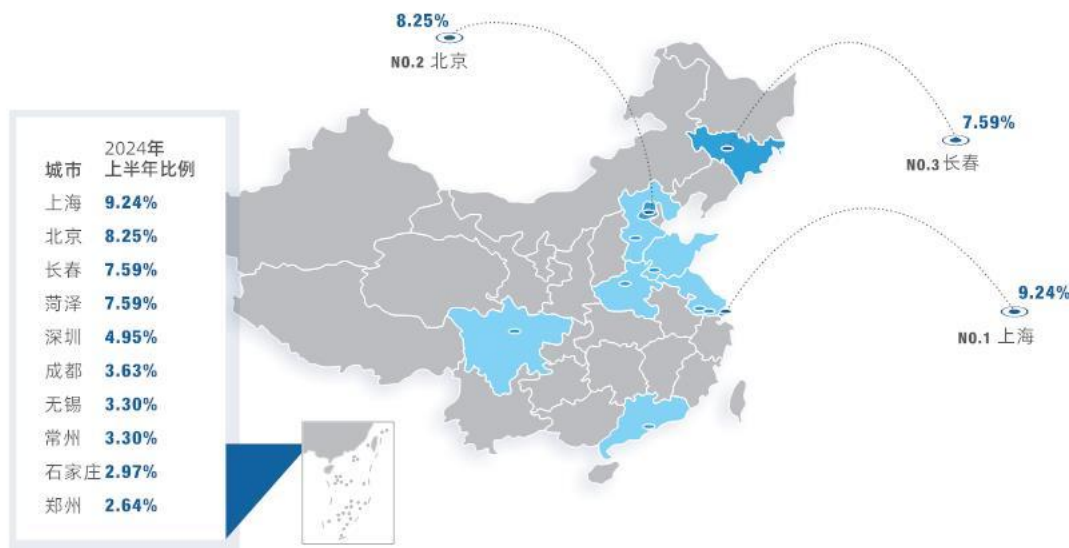 8.25%
NO.2 北京
7.59%
NO.3 长春
9.24%
NO.1 上海
城市 2024年上半年比例
上海 9.24%
北京 8.25%
长春 7.59%
菏泽 7.59%
深圳 4.95%
成都 3.63%
无锡 3.30%
常州 3.30%
石家庄 2.97%
郑州 2.64%